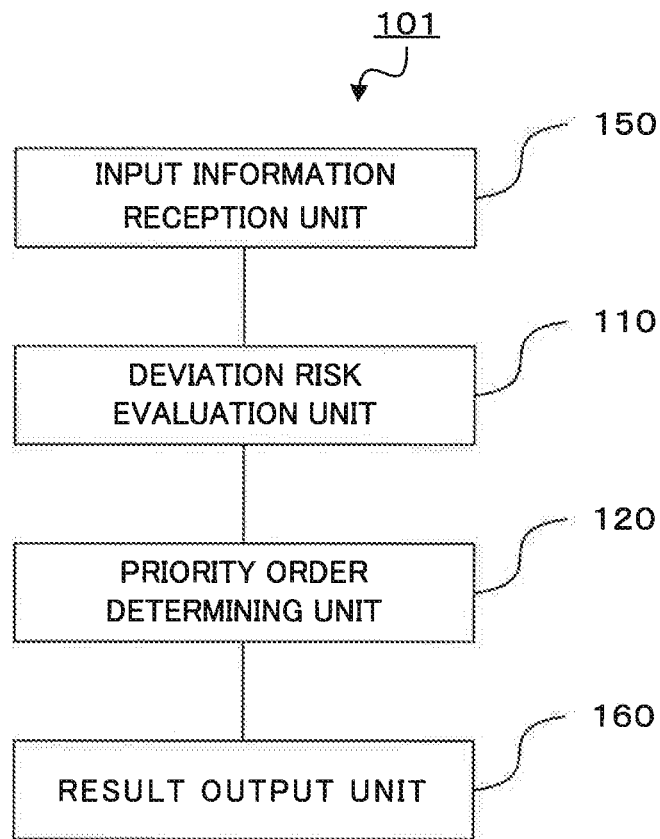 101
150
INPUT INFORMATION
RECEPTION UNIT
110
DEVIATION RISK
EVALUATION UNIT
120
PRIORITY ORDER
DETERMINING UNIT
160
RESULT OUTPUT UNIT